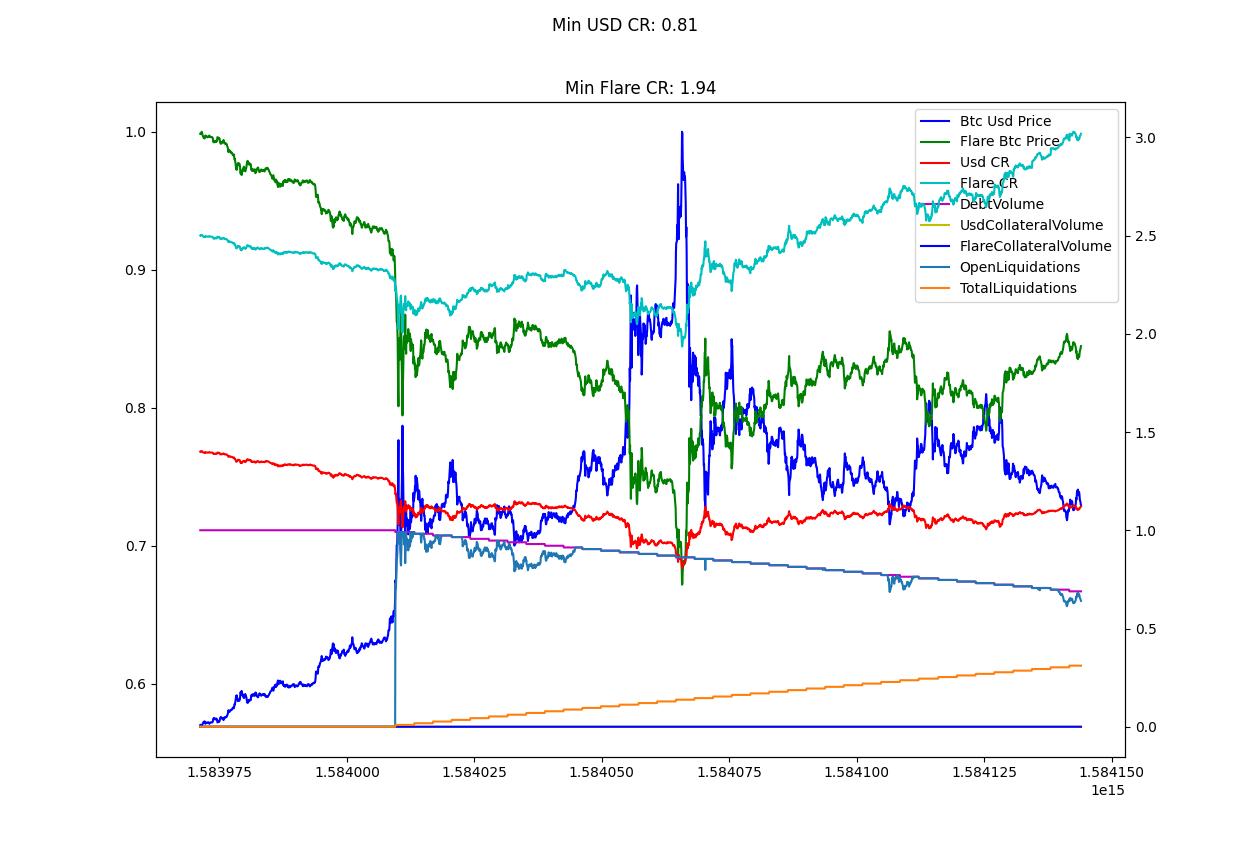 Min USD CR: 0.81
Min Flare CR: 1.94
1.0
0.9
0.8
0.7
0.6
3.0
2.5
2.0
1.5
1.0
0.5
0.0
Btc Usd Price
Flare Btc Price
Usd CR
Flare CR
DebtVolume
UsdCollateralVolume
FlareCollateralVolume
OpenLiquidations
TotalLiquidations
1.583975 1.584000 1.584025 1.584050 1.584075 1.584100 1.584125 1.584150
1e15